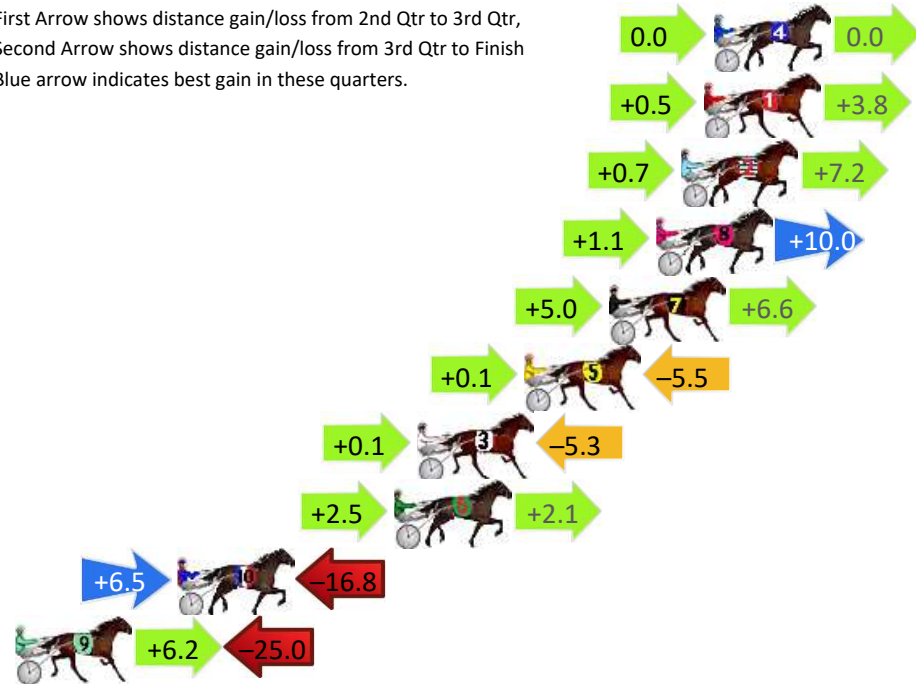 First Arrow shows distance gain/loss from 2nd Qtr to 3rd Qtr,
Second Arrow shows distance gain/loss from 3rd Qtr to Finish
Blue arrow indicates best gain in these quarters.
0.0 4 0.0
+0.5 1 +3.8
+0.7 2 +7.2
+1.1 8 +10.0
+5.0 7 +6.6
+0.1 5 –5.5
+0.1 3 –5.3
+2.5 6 +2.1
+6.5 10 –16.8
9 +6.2 –25.0